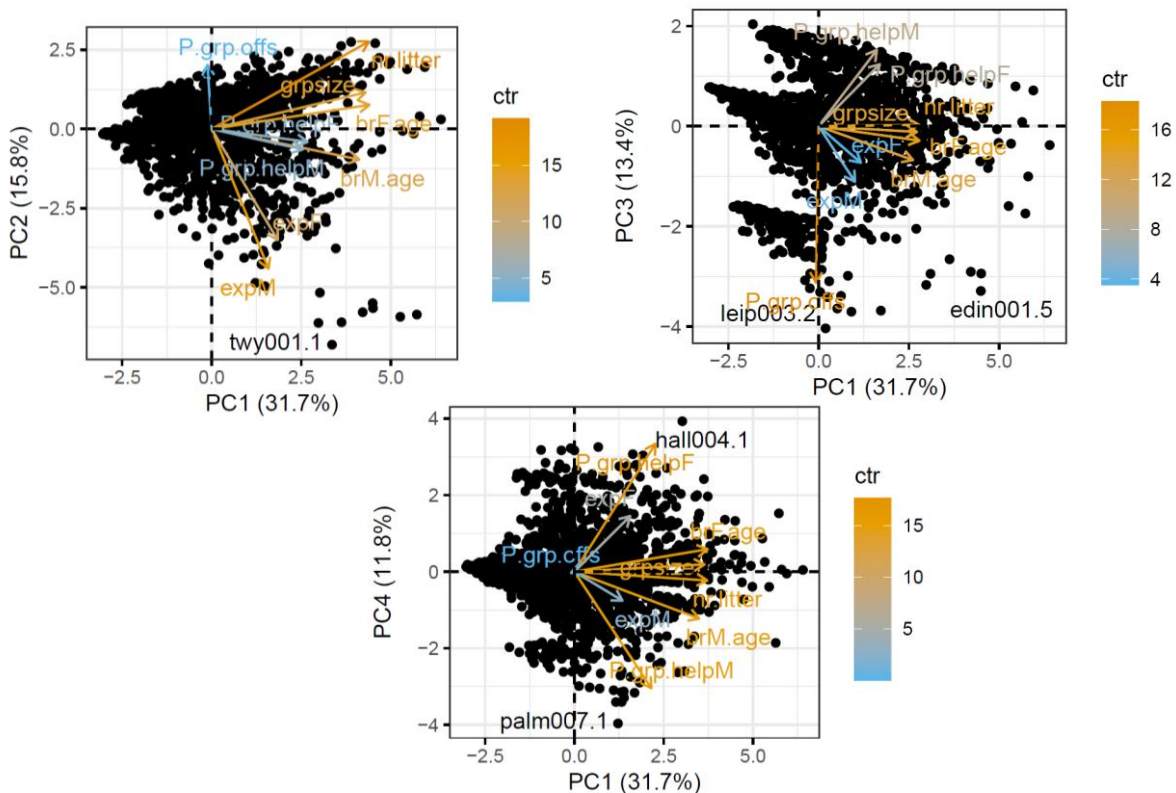 2.5
0.0
−2.5
−5.0
−2.5
0.0
2.5
5.0
PC2 (15.8%)
PC1 (31.7%)
P.grp.offs
nr.litter
grpsize
P.grp.helpF
brF.age
P.grp.helpM
brM.age
expF
expM
twy001.1
ctr
15
10
5
2
0
−2
−4
−2.5
0.0
2.5
5.0
PC3 (13.4%)
PC1 (31.7%)
P.grp.helpM
P.grp.helpF
nr.litter
grpsize
expF
brF.age
brM.age
expM
P.grp.offs
leip003.2
edin001.5
ctr
16
12
8
4
4
2
0
−2
−4
−2.5
0.0
2.5
5.0
PC4 (11.8%)
PC1 (31.7%)
hall004.1
P.grp.helpF
expF
brF.age
P.grp.offs
grpsize
nr.litter
expM
brM.age
P.grp.helpM
palm007.1
ctr
15
10
5